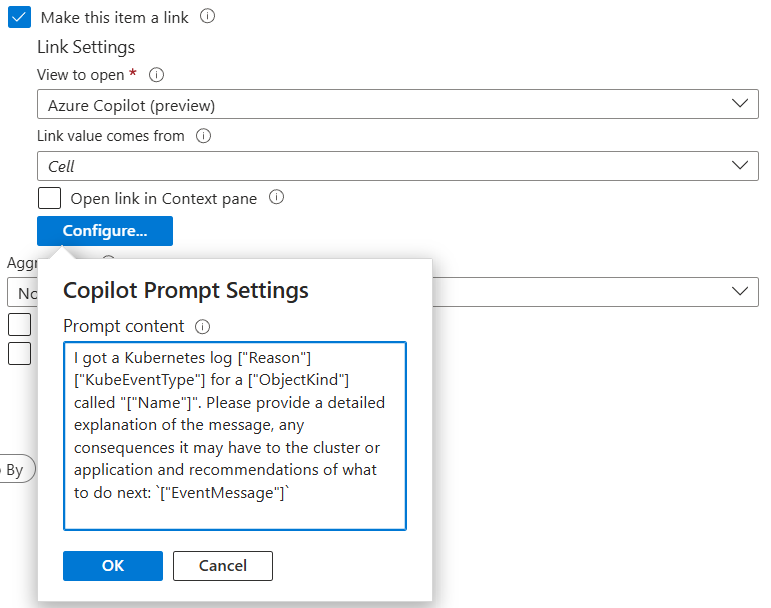 Make this item a link
Link Settings
View to open *
Azure Copilot (preview)
Link value comes from
Cell
Open link in Context pane
Configure...
Aggr
No
Copilot Prompt Settings
Prompt content
I got a Kubernetes log ["Reason"]
["KubeEventType"] for a ["ObjectKind"]
called "["Name"]". Please provide a detailed
explanation of the message, any
consequences it may have to the cluster or
application and recommendations of what
to do next: `["EventMessage"]`
By
OK
Cancel